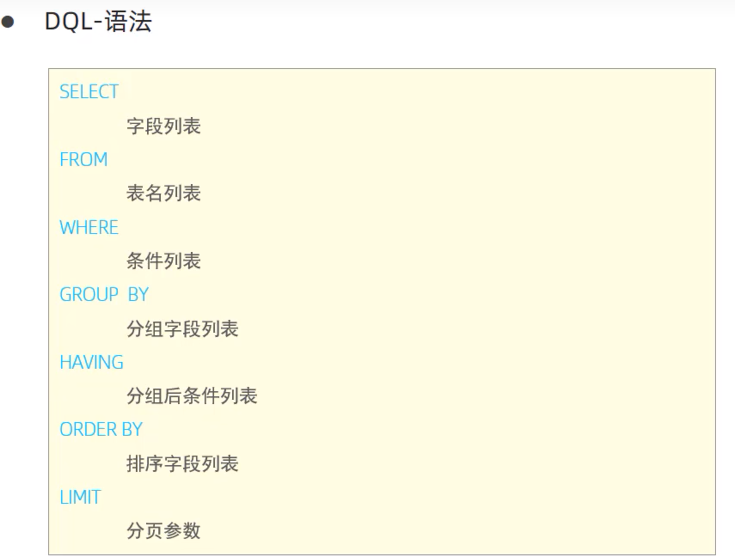 DQL-语法
SELECT
字段列表
FROM
表名列表
WHERE
条件列表
GROUP BY
分组字段列表
HAVING
分组后条件列表
ORDER BY
排序字段列表
LIMIT
分页参数